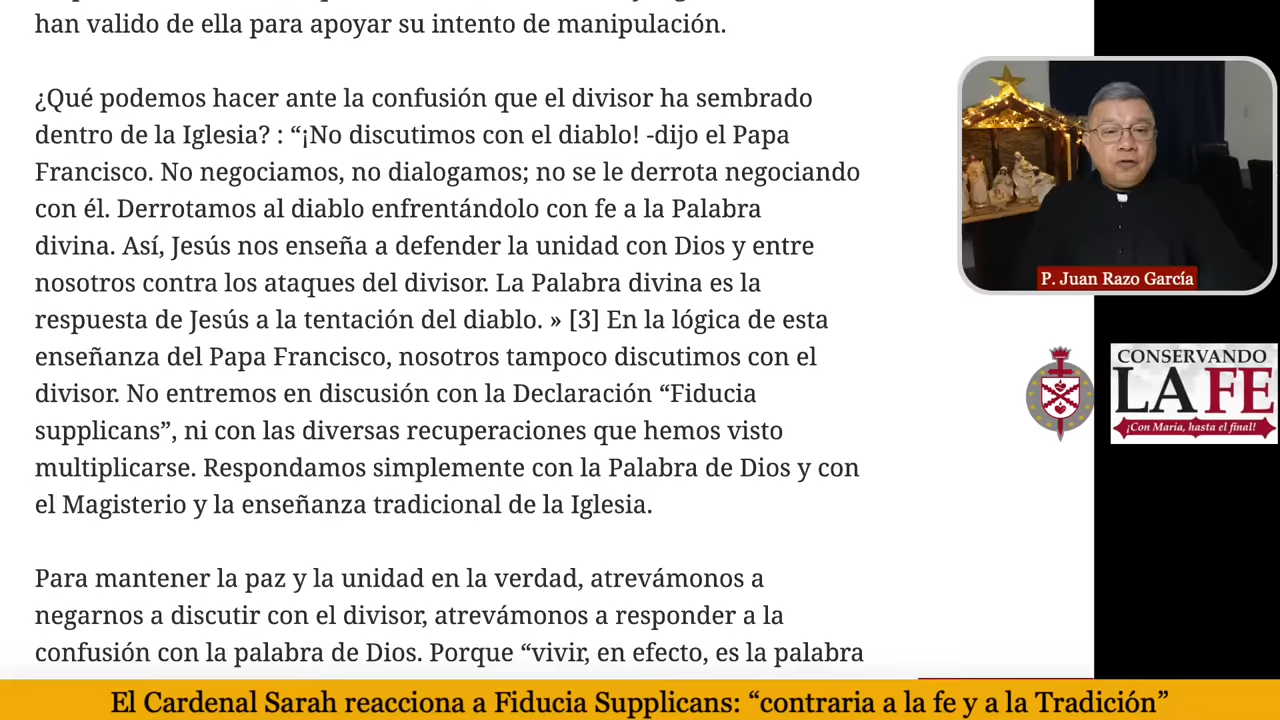 han valido de ella para apoyar su intento de manipulación.
¿Qué podemos hacer ante la confusión que el divisor ha sembrado
dentro de la Iglesia? : “¡No discutimos con el diablo! -dijo el Papa
Francisco. No negociamos, no dialogamos; no se le derrota negociando
con él. Derrotamos al diablo enfrentándolo con fe a la Palabra
divina. Así, Jesús nos enseña a defender la unidad con Dios y entre
nosotros contra los ataques del divisor. La Palabra divina es la
respuesta de Jesús a la tentación del diablo. » [3] En la lógica de esta
enseñanza del Papa Francisco, nosotros tampoco discutimos con el
divisor. No entremos en discusión con la Declaración “Fiducia
supplicans”, ni con las diversas recuperaciones que hemos visto
multiplicarse. Respondamos simplemente con la Palabra de Dios y con
el Magisterio y la enseñanza tradicional de la Iglesia.
Para mantener la paz y la unidad en la verdad, atrevámonos a
negarnos a discutir con el divisor, atrevámonos a responder a la
confusión con la palabra de Dios. Porque “vivir, en efecto, es la palabra
P. Juan Razo García
CONSERVANDO
LA FE
¡Con María, hasta el final!
El Cardenal Sarah reacciona a Fiducia Supplicans: “contraria a la fe y a la Tradición”